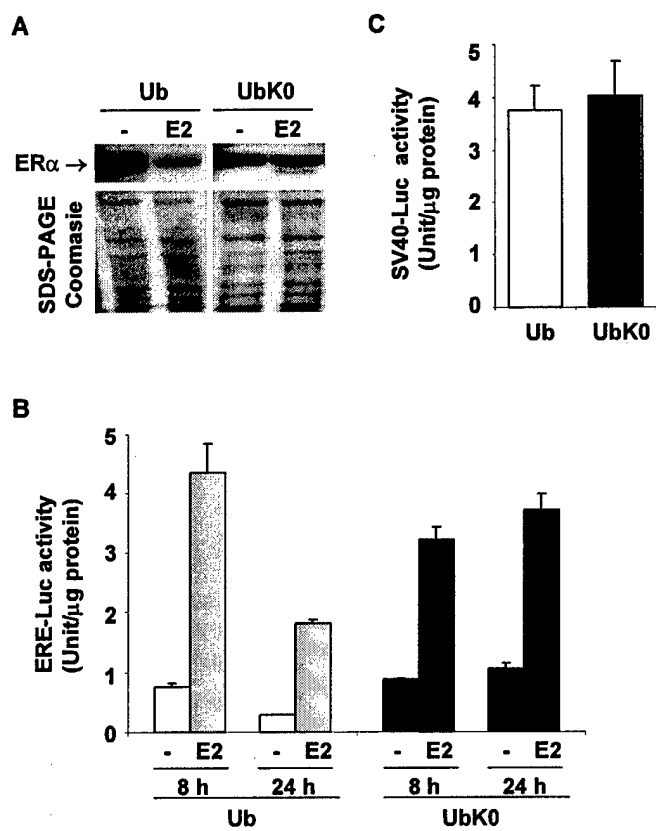 A
Ub
UbK0
- E2 - E2
ERα →
SDS-PAGE
Coomasie
C
SV40-Luc activity
(Unit/µg protein)
5
4
3
2
1
0
Ub UbK0
B
ERE-Luc activity
(Unit/µg protein)
5
4
3
2
1
0
- E2 - E2 - E2 - E2
8 h 24 h 8 h 24 h
Ub UbK0